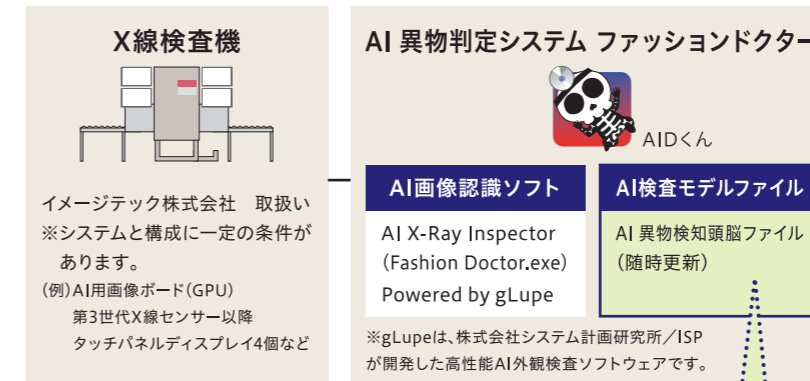 X線検査機
イメージテック株式会社　取扱い
※システムと構成に一定の条件が
あります。
(例)AI用画像ボード(GPU)
第3世代X線センサー以降
タッチパネルディスプレイ4個など
AI 異物判定システム ファッションドクター
AIDくん
AI画像認識ソフト
AI X-Ray Inspector
(Fashion Doctor.exe)
Powered by gLupe
AI検査モデルファイル
AI 異物検知頭脳ファイル
(随時更新)
※gLupeは、株式会社システム計画研究所/ISP
が開発した高性能AI外観検査ソフトウェアです。